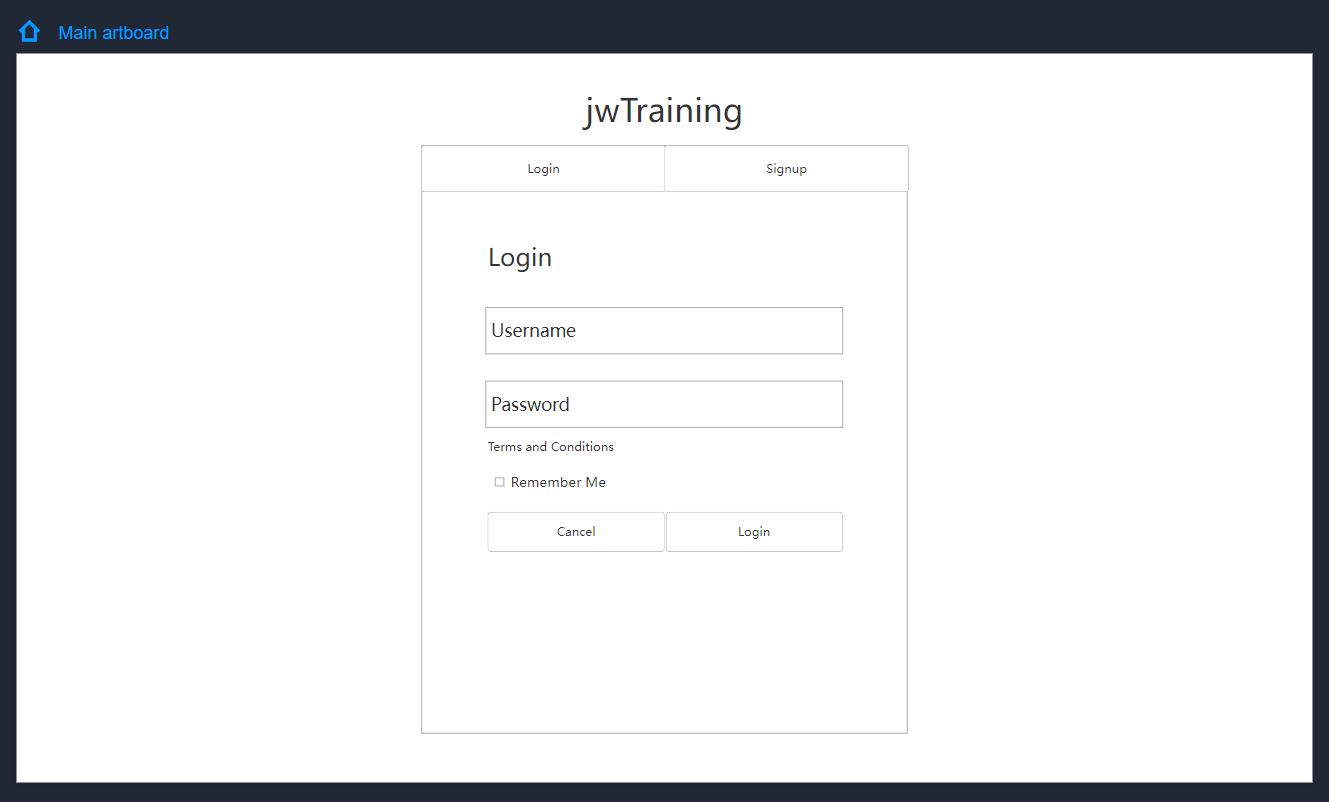 Main artboard
jwTraining
Login Signup
Login
Username
Password
Terms and Conditions
Remember Me
Cancel Login